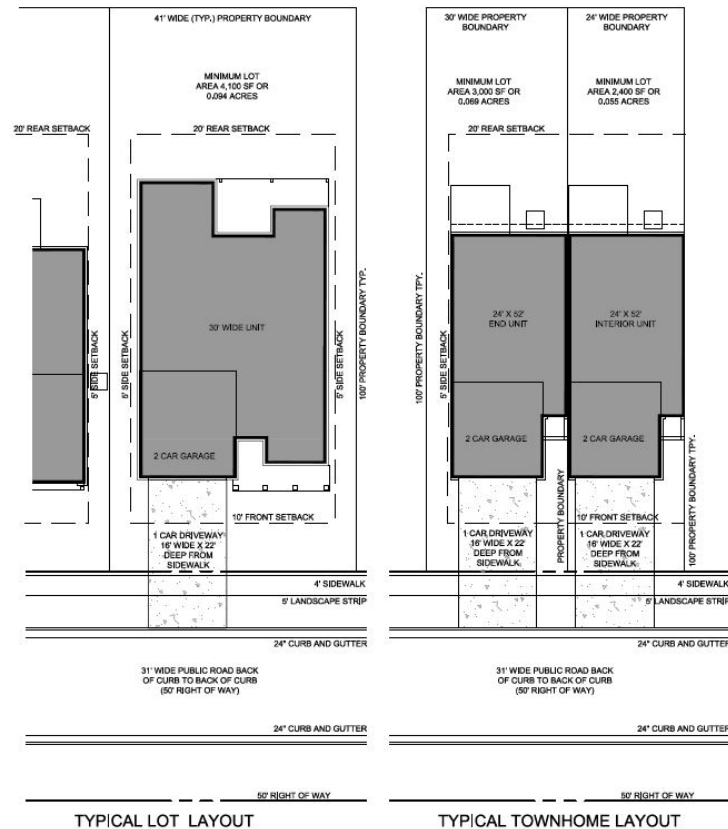 41' WIDE (TYP.) PROPERTY BOUNDARY
MINIMUM LOT
AREA 4,100 SF OR
0.094 ACRES
20' REAR SETBACK
20' REAR SETBACK
5' SIDE SETBACK
5' SIDE SETBACK
30' WIDE UNIT
5' SIDE SETBACK
100' PROPERTY BOUNDARY TYP.
2 CAR GARAGE
10' FRONT SETBACK
1 CAR DRIVEWAY
16' WIDE X 22'
DEEP FROM
SIDEWALK
4' SIDEWALK
5' LANDSCAPE STRIP
24" CURB AND GUTTER
31' WIDE PUBLIC ROAD BACK
OF CURB TO BACK OF CURB
(50' RIGHT OF WAY)
24" CURB AND GUTTER
50' RIGHT OF WAY
TYPICAL LOT LAYOUT
30' WIDE PROPERTY
BOUNDARY
24' WIDE PROPERTY
BOUNDARY
MINIMUM LOT
AREA 3,000 SF OR
0.069 ACRES
MINIMUM LOT
AREA 2,400 SF OR
0.055 ACRES
20' REAR SETBACK
100' PROPERTY BOUNDARY TPY.
5' SIDE SETBACK
24' X 52'
END UNIT
24' X 52'
INTERIOR UNIT
2 CAR GARAGE
2 CAR GARAGE
PROPERTY BOUNDARY
10' FRONT SETBACK
100' PROPERTY BOUNDARY TPY.
1 CAR DRIVEWAY
16' WIDE X 22'
DEEP FROM
SIDEWALK
1 CAR DRIVEWAY
16' WIDE X 22'
DEEP FROM
SIDEWALK
4' SIDEWALK
5' LANDSCAPE STRIP
24" CURB AND GUTTER
31' WIDE PUBLIC ROAD BACK
OF CURB TO BACK OF CURB
(50' RIGHT OF WAY)
24" CURB AND GUTTER
50' RIGHT OF WAY
TYPICAL TOWNHOME LAYOUT